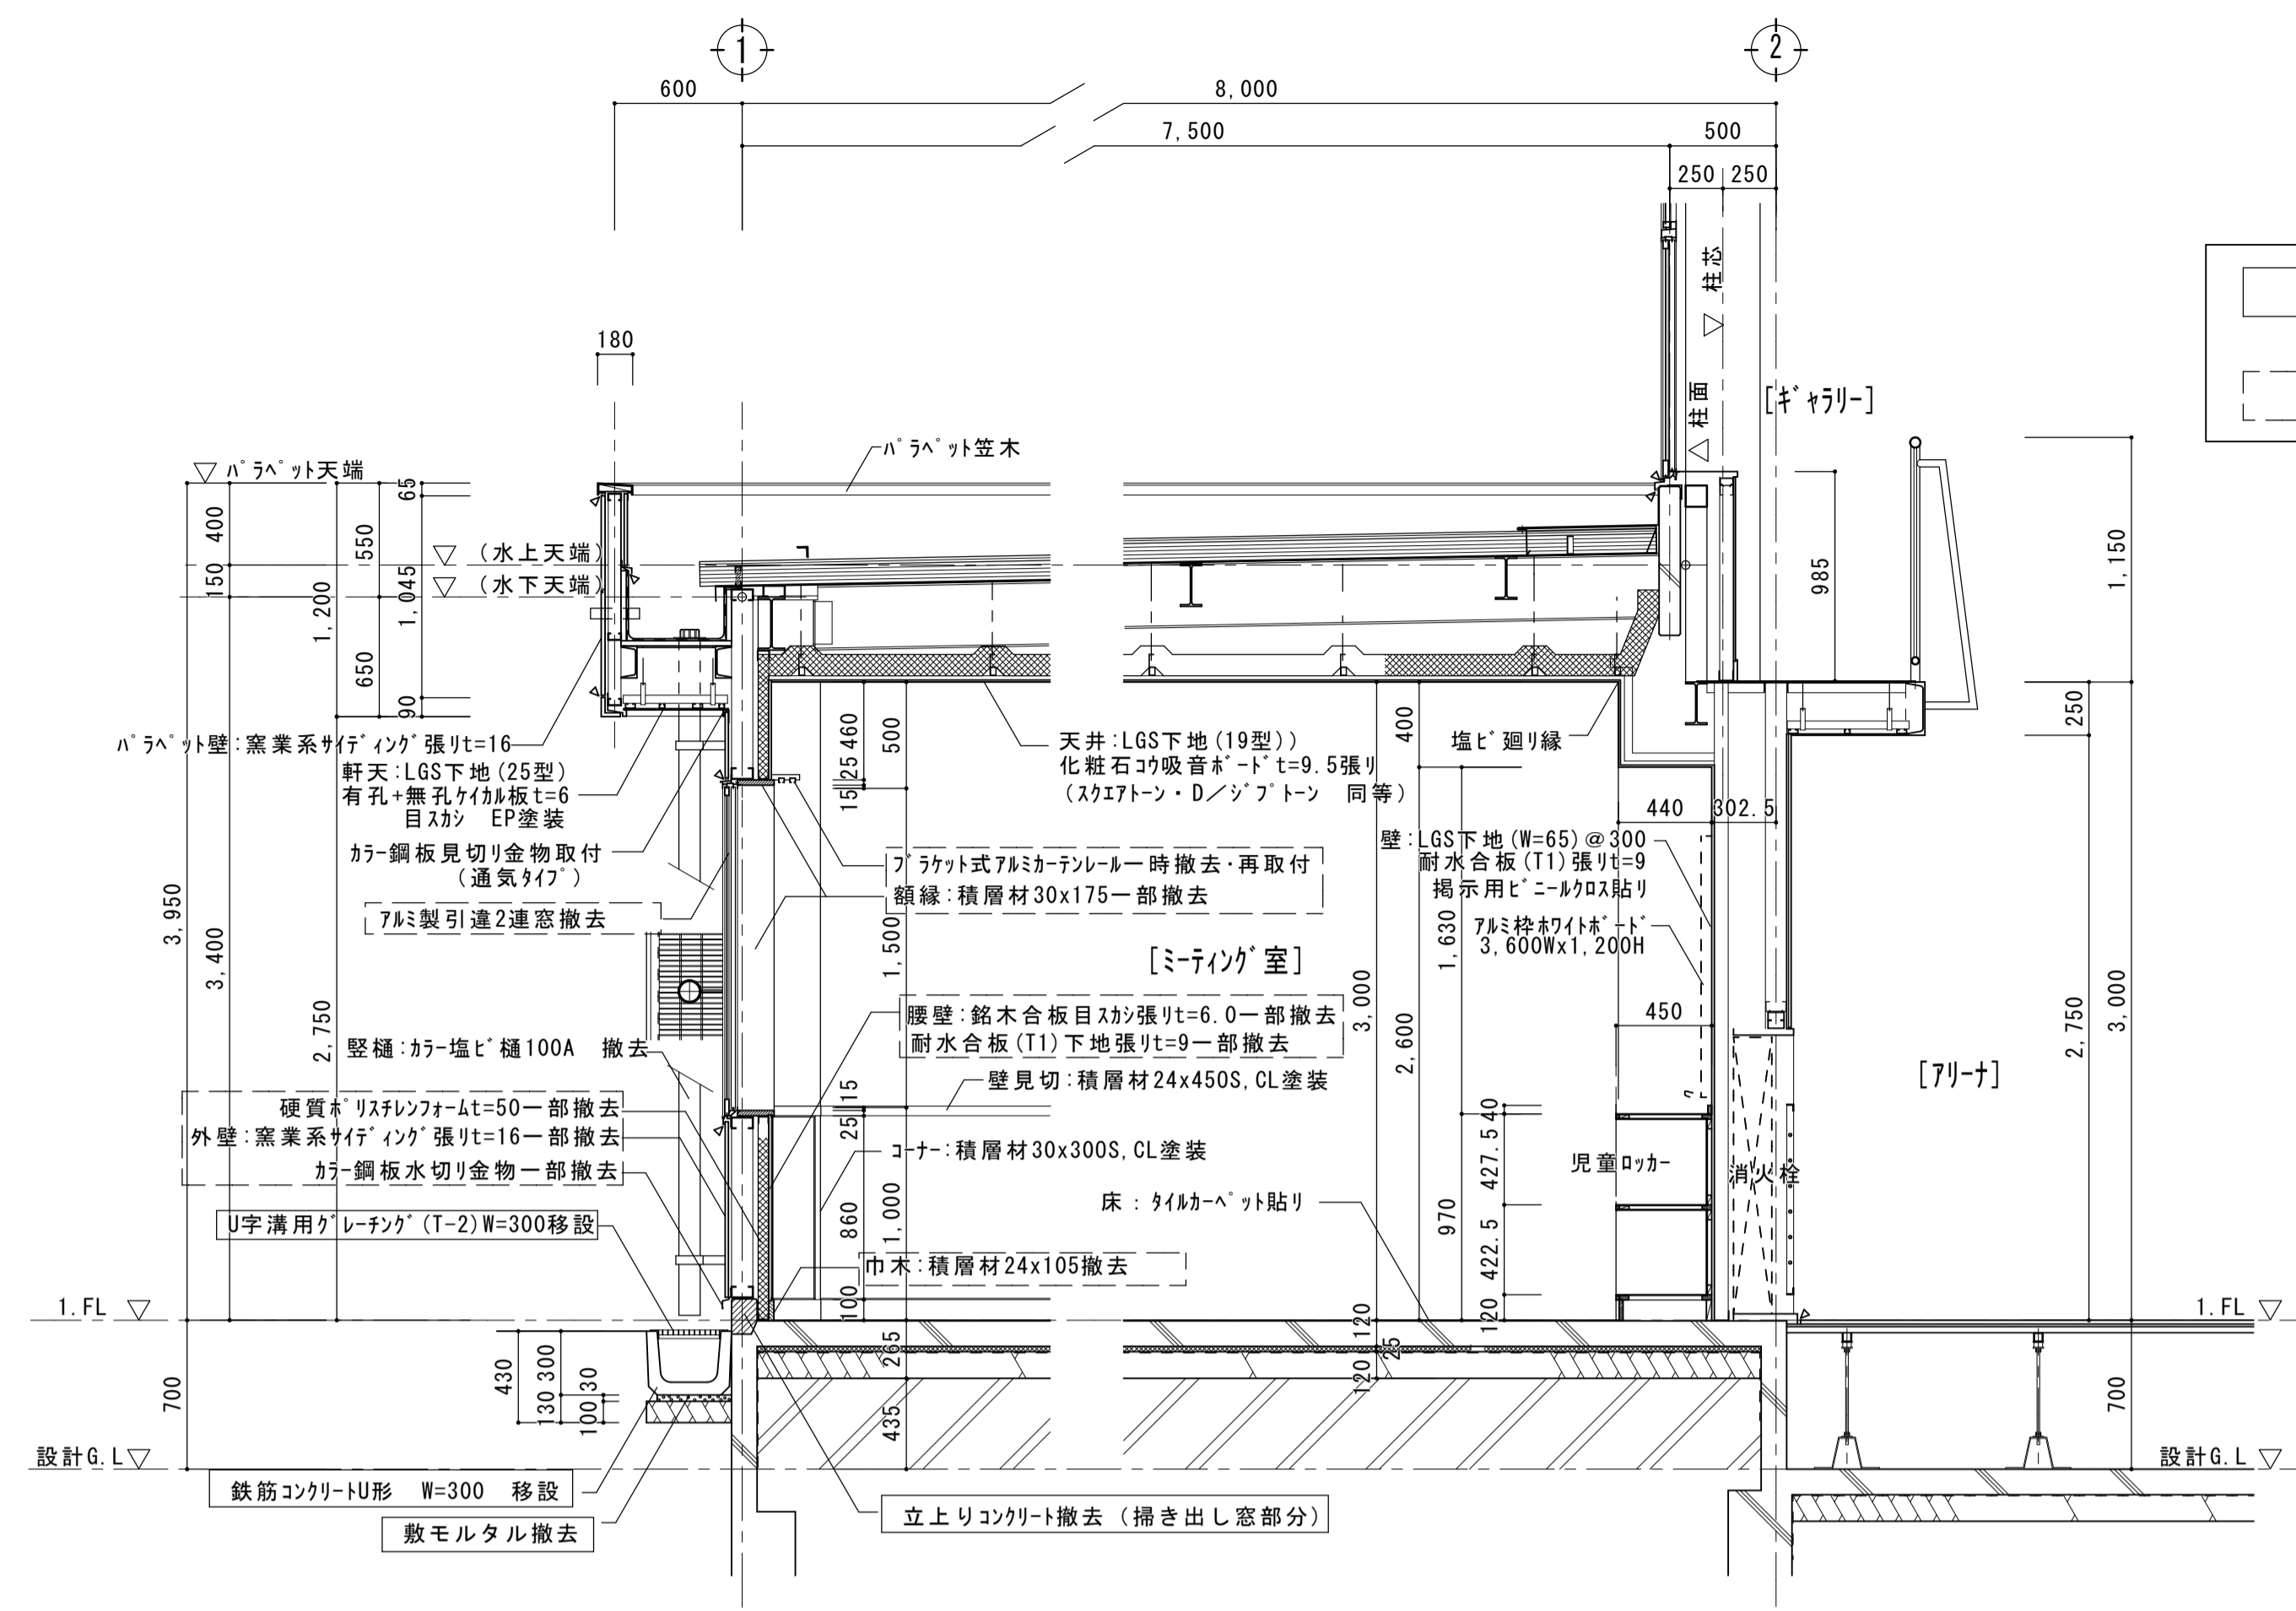 1
2
600
8,000
7,500
500
250
250
180
柱芯
柱面
[ギャラリー]
パラペット笠木
パラペット天端
(水上天端)
(水下天端)
65
400
550
150
1,045
1,200
650
90
985
1,150
250
パラペット壁:窯業系サイディング張りt=16
軒天:LGS下地(25型)
有孔+無孔ケイカル板t=6
目スカシ EP塗装
カラー鋼板見切り金物取付
(通気タイプ)
アルミ製引違2連窓撤去
460
25
15
500
400
天井:LGS下地(19型))
化粧石コウ吸音ボードt=9.5張り
(スクエアトーン・D/ジプトーン 同等)
塩ビ廻り縁
440
302.5
壁:LGS下地(W=65)@300
耐水合板(T1)張りt=9
掲示用ビニールクロス貼り
アルミ枠ホワイトボード
3,600Wx1,200H
ブラケット式アルミカーテンレール一時撤去・再取付
額縁:積層材30x175一部撤去
3,950
3,400
2,750
1,500
[ミーティング室]
3,000
2,600
1,630
450
2,750
3,000
[アリーナ]
竪樋:カラー塩ビ樋100A 撤去
腰壁:銘木合板目スカシ張りt=6.0一部撤去
耐水合板(T1)下地張りt=9一部撤去
壁見切:積層材24x450S,CL塗装
硬質ポリスチレンフォームt=50一部撤去
外壁:窯業系サイディング張りt=16一部撤去
カラー鋼板水切り金物一部撤去
U字溝用グレーチング(T-2)W=300移設
15
25
コーナー:積層材30x300S,CL塗装
860
1,000
床:タイルカーペット貼り
巾木:積層材24x105撤去
100
970
40
427.5
422.5
120
児童ロッカー
消火栓
1.FL
1.FL
700
430
300
130
30
100
265
435
120
25
120
700
設計G.L
設計G.L
鉄筋コンクリートU形 W=300 移設
敷モルタル撤去
立上りコンクリート撤去(掃き出し窓部分)